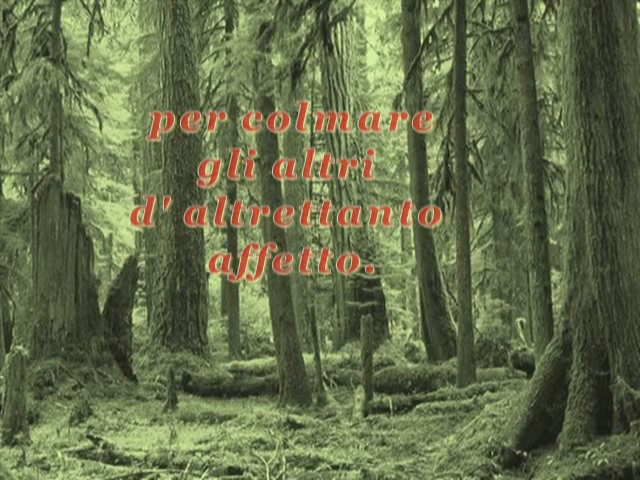 per colmare
gli altri
d' altrettanto
affetto.